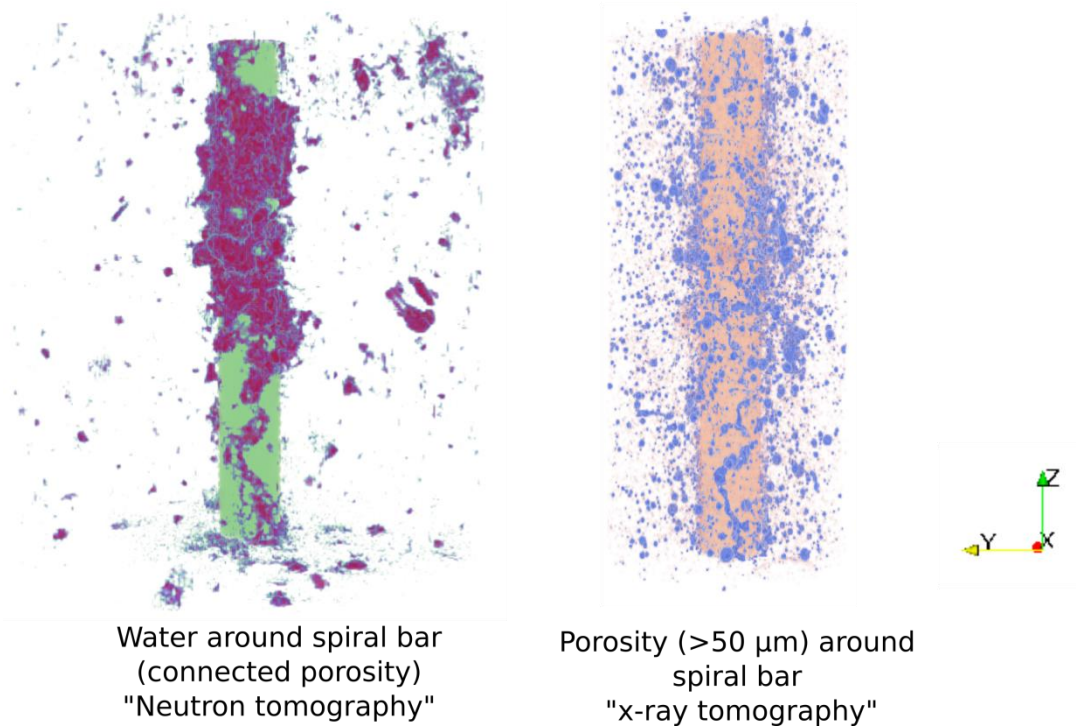 Z
Y
X
Water around spiral bar
(connected porosity)
"Neutron tomography"
Porosity (>50 µm) around
spiral bar
"x-ray tomography"